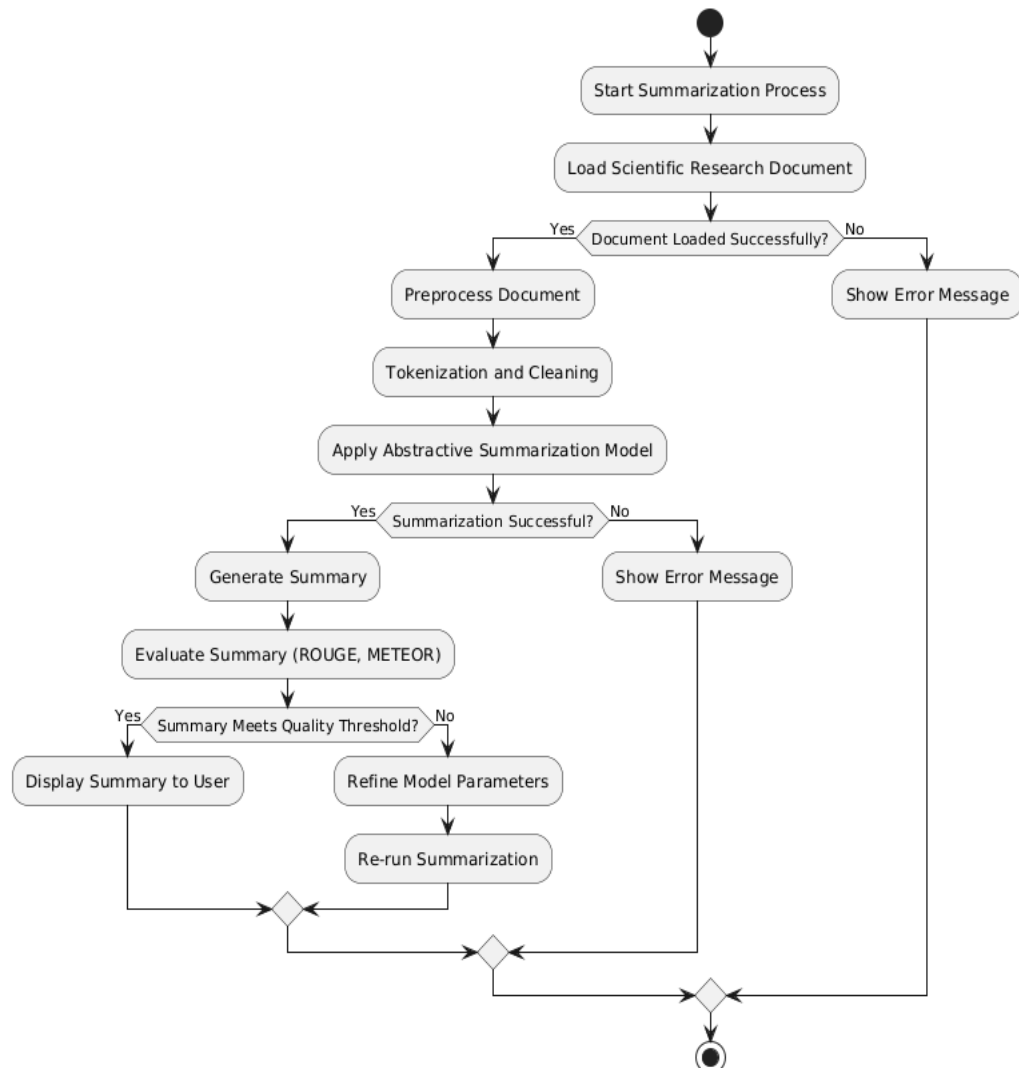 Start Summarization Process
Load Scientific Research Document
Yes
Document Loaded Successfully?
No
Preprocess Document
Show Error Message
Tokenization and Cleaning
Apply Abstractive Summarization Model
Yes
Summarization Successful?
No
Generate Summary
Show Error Message
Evaluate Summary (ROUGE, METEOR)
Yes
Summary Meets Quality Threshold?
No
Display Summary to User
Refine Model Parameters
Re-run Summarization